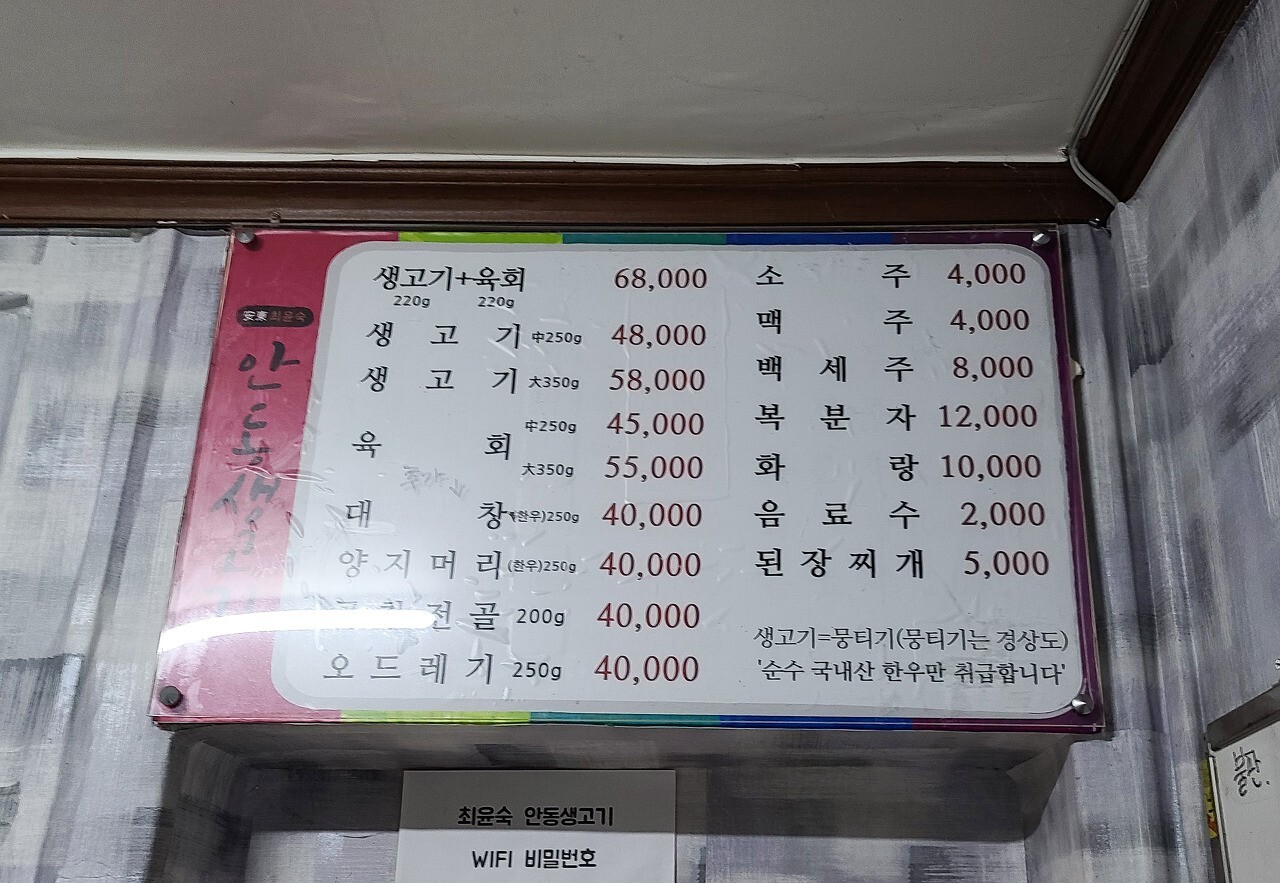 安東 최윤숙
안동생고기
생고기+육회 68,000
220g 220g
생고기 中250g 48,000
생고기 大350g 58,000
육회 中250g 45,000
大350g 55,000
대창 (한우)250g 40,000
양지머리 (한우)250g 40,000
전골 200g 40,000
오드레기 250g 40,000
소주 4,000
맥주 4,000
백세주 8,000
복분자 12,000
화랑 10,000
음료수 2,000
된장찌개 5,000
생고기=뭉티기(뭉티기는 경상도)
'순수 국내산 한우만 취급합니다'
최윤숙 안동생고기
WIFI 비밀번호
불판.